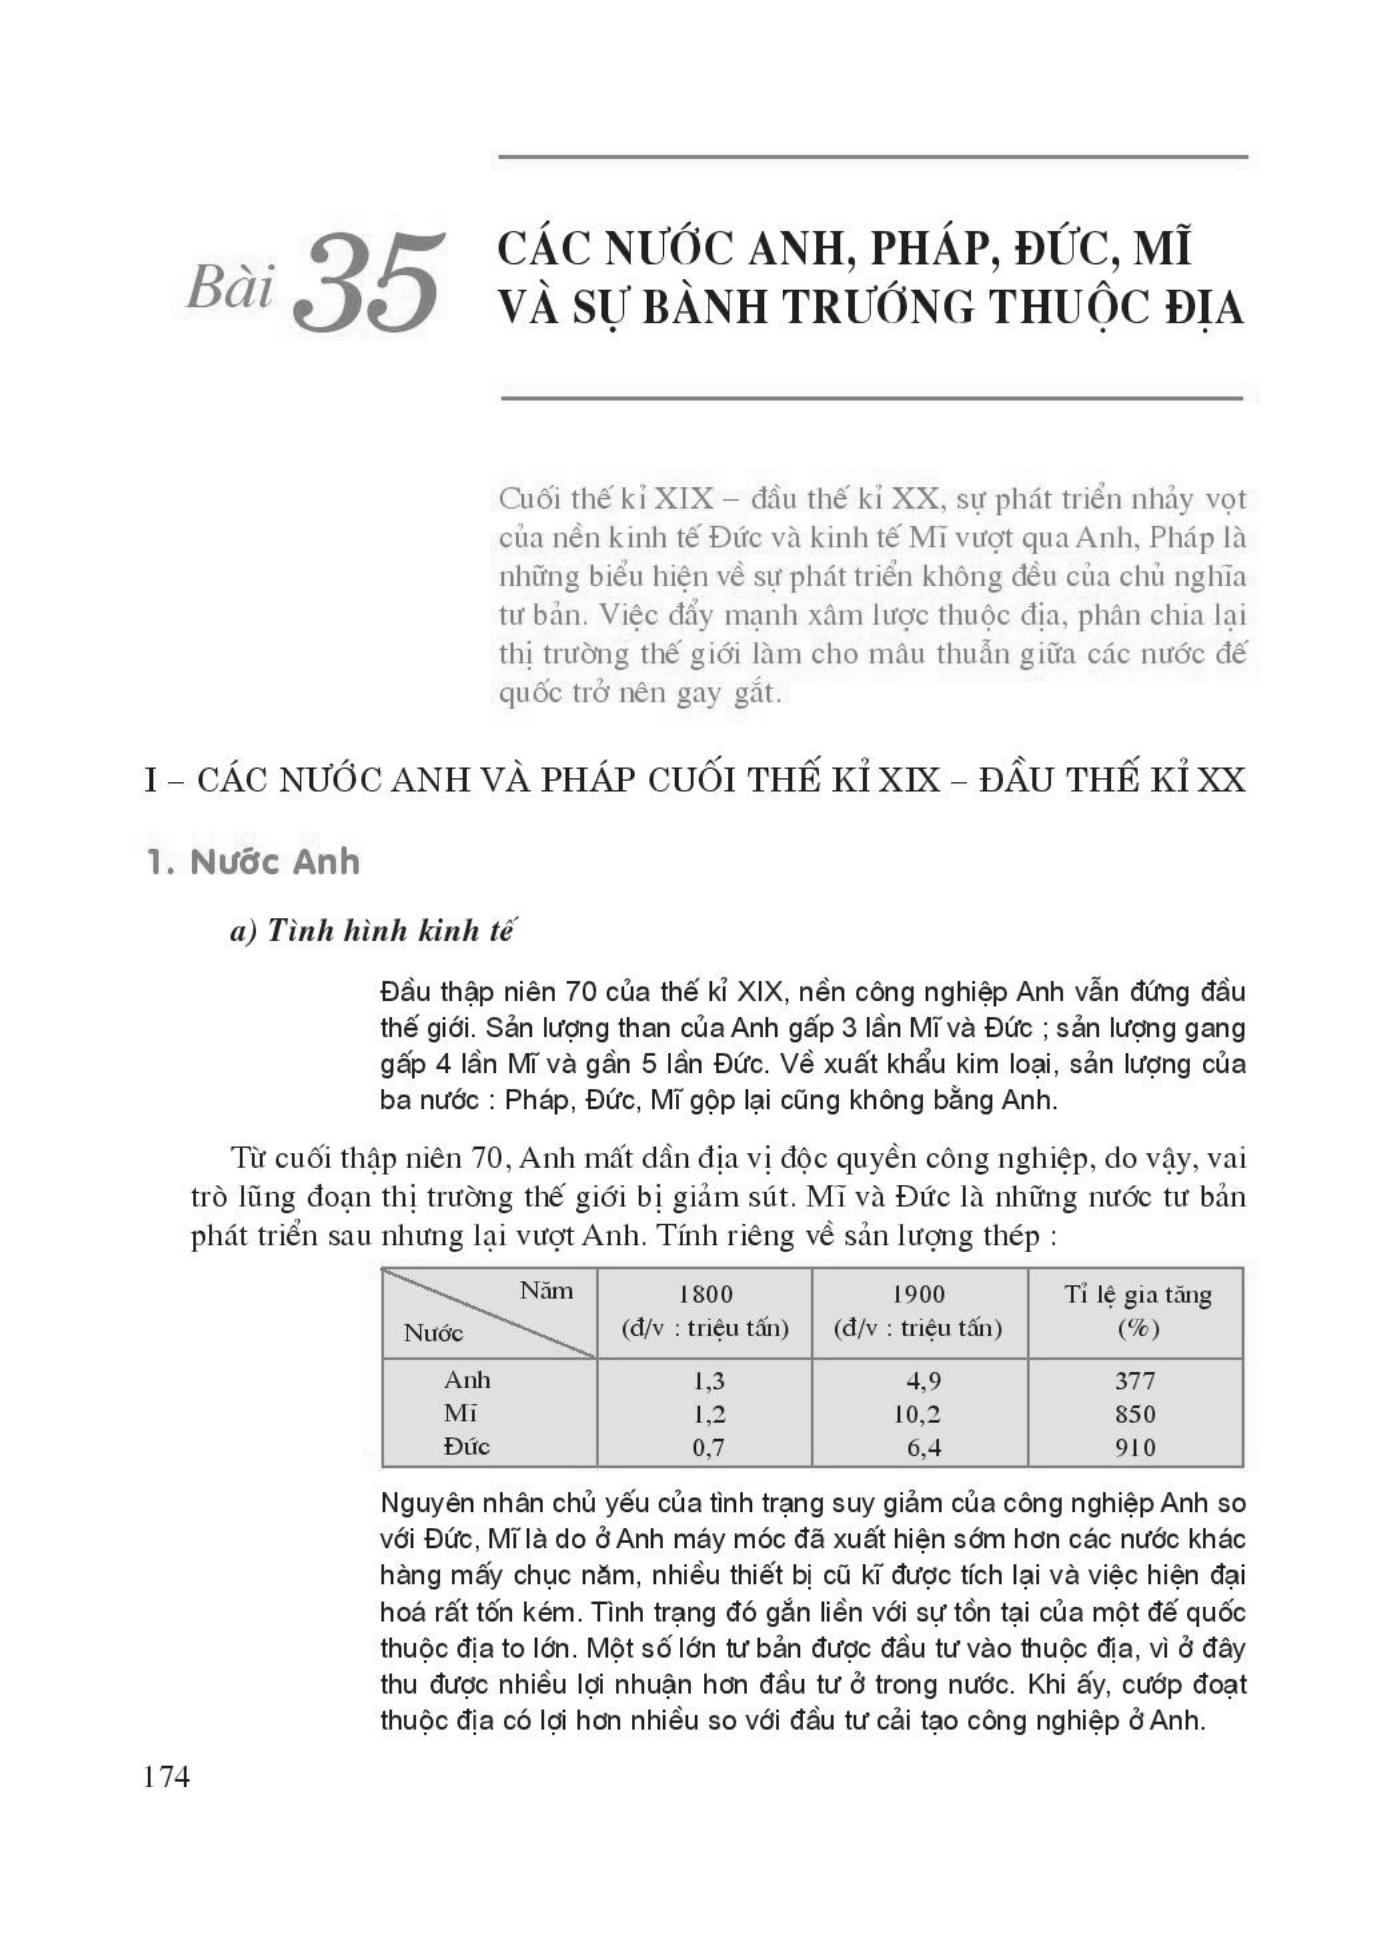 Bài 35
CÁC NƯỚC ANH, PHÁP, ĐỨC, MĨ
VÀ SỰ BÀNH TRƯỚNG THUỘC ĐỊA
Cuối thế kỉ XIX – đầu thế kỉ XX, sự phát triển nhảy vọt
của nền kinh tế Đức và kinh tế Mĩ vượt qua Anh, Pháp là
những biểu hiện về sự phát triển không đều của chủ nghĩa
tư bản. Việc đẩy mạnh xâm lược thuộc địa, phân chia lại
thị trường thế giới làm cho mâu thuẫn giữa các nước đế
quốc trở nên gay gắt.
I – CÁC NƯỚC ANH VÀ PHÁP CUỐI THẾ KỈ XIX – ĐẦU THẾ KỈ XX
1. Nước Anh
a) Tình hình kinh tế
Đầu thập niên 70 của thế kỉ XIX, nền công nghiệp Anh vẫn đứng đầu
thế giới. Sản lượng than của Anh gấp 3 lần Mĩ và Đức ; sản lượng gang
gấp 4 lần Mĩ và gần 5 lần Đức. Về xuất khẩu kim loại, sản lượng của
ba nước : Pháp, Đức, Mĩ gộp lại cũng không bằng Anh.
Từ cuối thập niên 70, Anh mất dần địa vị độc quyền công nghiệp, do vậy, vai
trò lũng đoạn thị trường thế giới bị giảm sút. Mĩ và Đức là những nước tư bản
phát triển sau nhưng lại vượt Anh. Tính riêng về sản lượng thép :
Năm 1800 1900 Tỉ lệ gia tăng
Nước (đ/v : triệu tấn) (đ/v : triệu tấn) (%)
Anh 1,3 4,9 377
Mĩ 1,2 10,2 850
Đức 0,7 6,4 910
Nguyên nhân chủ yếu của tình trạng suy giảm của công nghiệp Anh so
với Đức, Mĩ là do ở Anh máy móc đã xuất hiện sớm hơn các nước khác
hàng mấy chục năm, nhiều thiết bị cũ kĩ được tích lại và việc hiện đại
hoá rất tốn kém. Tình trạng đó gắn liền với sự tồn tại của một đế quốc
thuộc địa to lớn. Một số lớn tư bản được đầu tư vào thuộc địa, vì ở đây
thu được nhiều lợi nhuận hơn đầu tư ở trong nước. Khi ấy, cướp đoạt
thuộc địa có lợi hơn nhiều so với đầu tư cải tạo công nghiệp ở Anh.
174